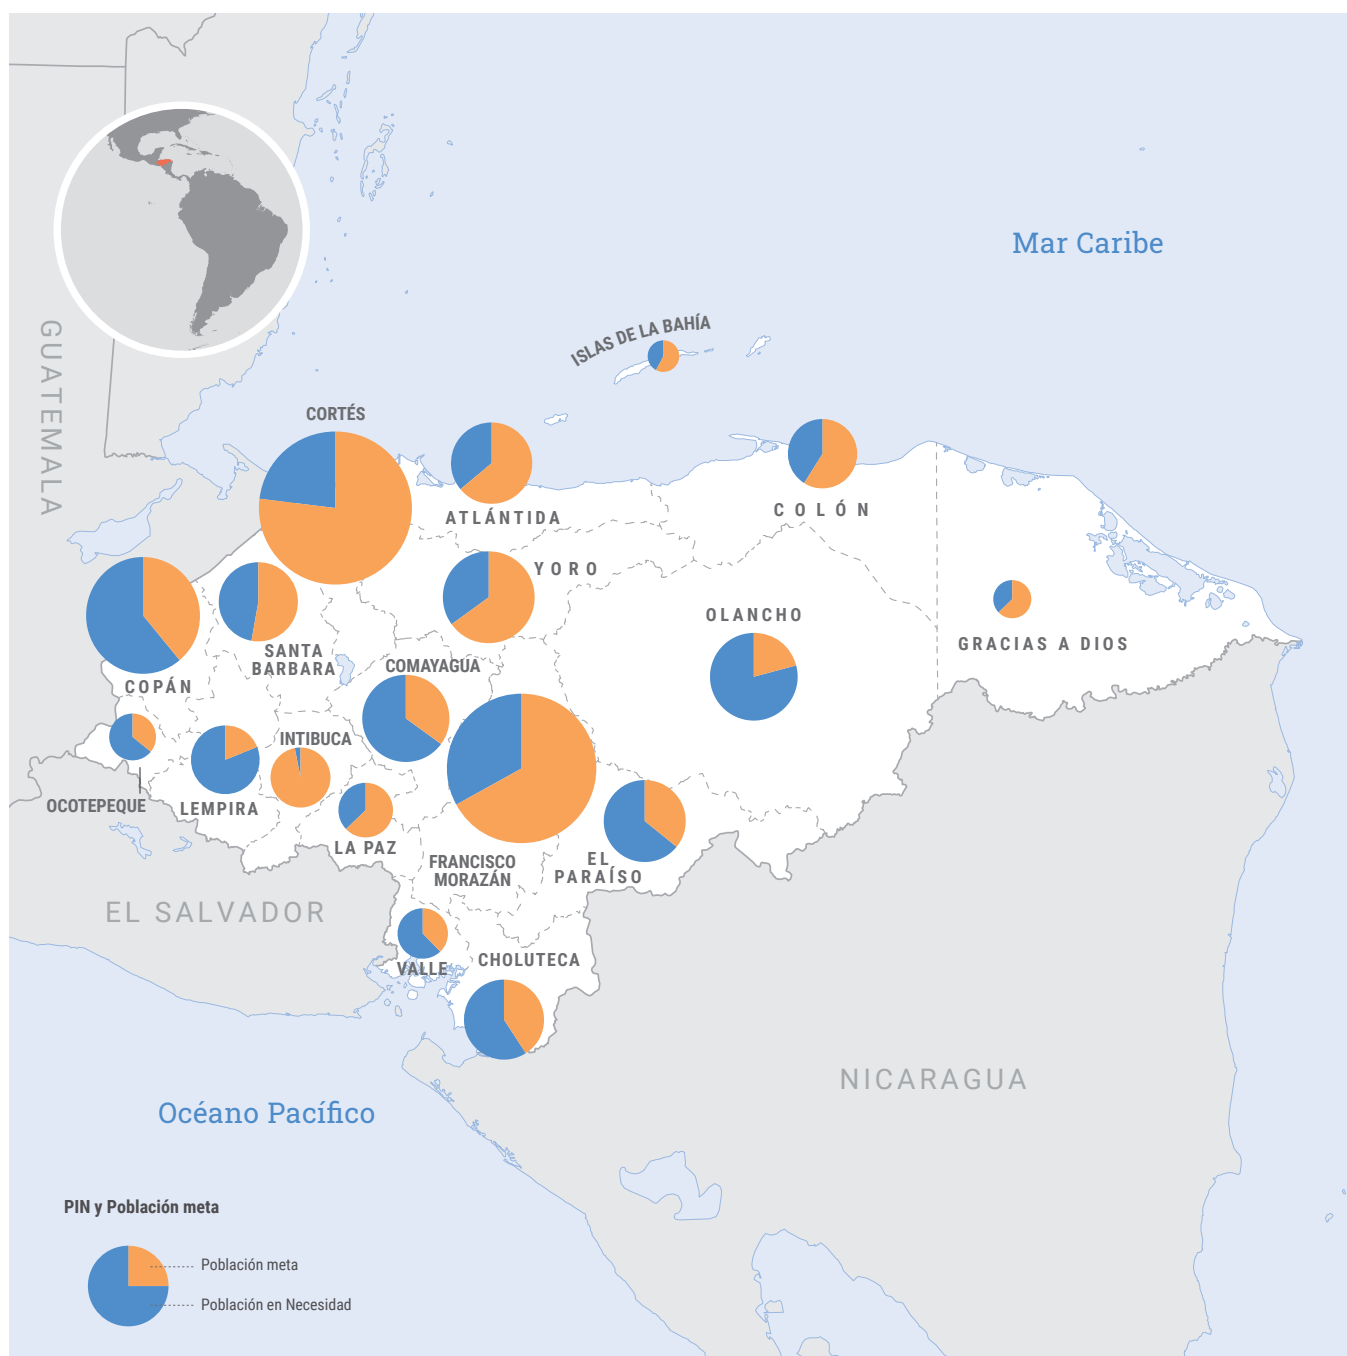 Mar Caribe
GUATEMALA
ISLAS DE LA BAHÍA
CORTÉS
ATLÁNTIDA
COLÓN
YORO
OLANCHO
GRACIAS A DIOS
SANTA
BARBARA
COMAYAGUA
COPÁN
INTIBUCA
OCOTEPEQUE
LEMPIRA
LA PAZ
FRANCISCO
MORAZÁN
EL
PARAÍSO
EL SALVADOR
VALLE
CHOLUTECA
NICARAGUA
Océano Pacífico
PIN y Población meta
Población meta
Población en Necesidad